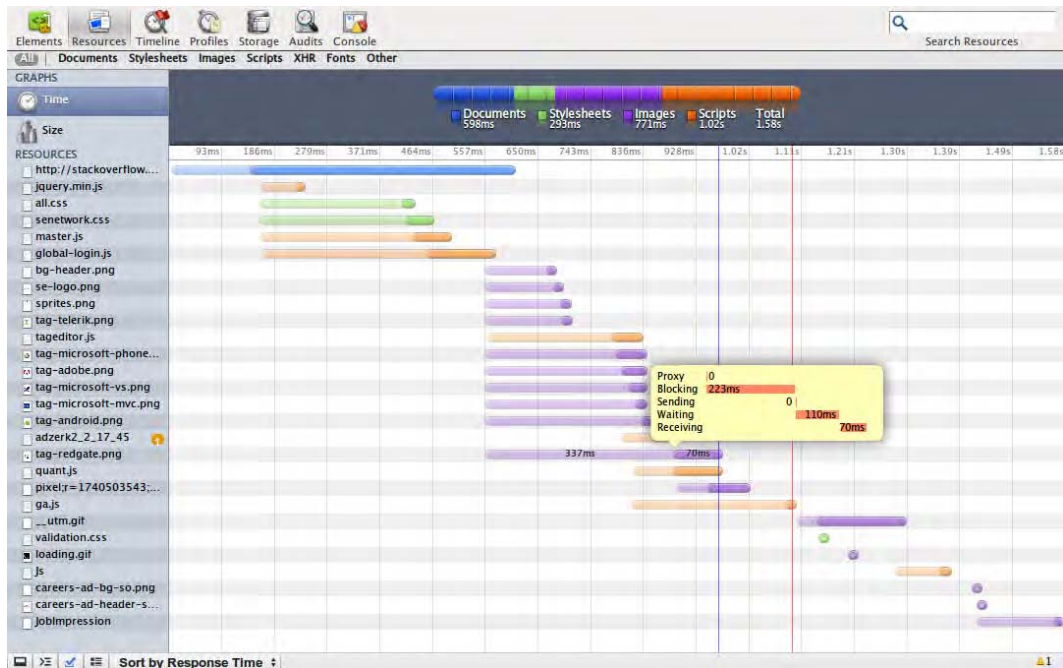 Elements Resources Timeline Profiles Storage Audits Console
Search Resources
All Documents Stylesheets Images Scripts XHR Fonts Other
GRAPHS
Time
Size
Documents 598ms
Stylesheets 293ms
Images 771ms
Scripts 1.02s
Total 1.58s
RESOURCES
93ms 186ms 279ms 371ms 464ms 557ms 650ms 743ms 836ms 928ms 1.02s 1.11s 1.21s 1.30s 1.39s 1.49s 1.58s
http://stackoverflow....
jquery.min.js
all.css
senetwork.css
master.js
global-login.js
bg-header.png
se-logo.png
sprites.png
tag-telerik.png
tageditor.js
tag-microsoft-phone...
tag-adobe.png
tag-microsoft-vs.png
tag-microsoft-mvc.png
tag-android.png
adzerk2_2_17_45
tag-redgate.png
337ms 70ms
quant.js
pixel;r=1740503543;...
ga.js
__utm.gif
validation.css
loading.gif
js
careers-ad-bg-so.png
careers-ad-header-s...
JobImpression
Proxy 0
Blocking 223ms
Sending 0
Waiting 110ms
Receiving 70ms
Sort by Response Time
1